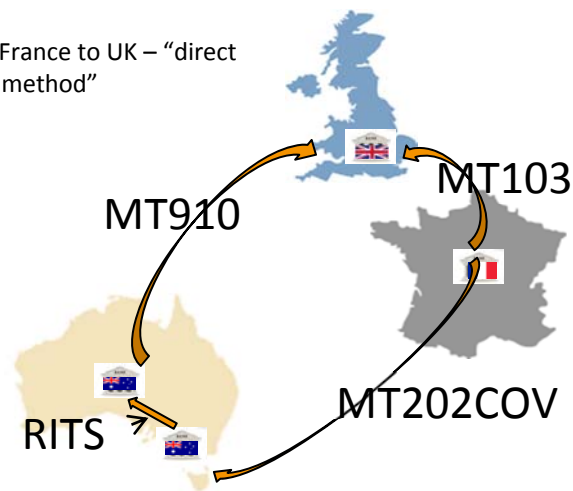 France to UK – “direct
method”
MT103
MT910
MT202COV
RITS